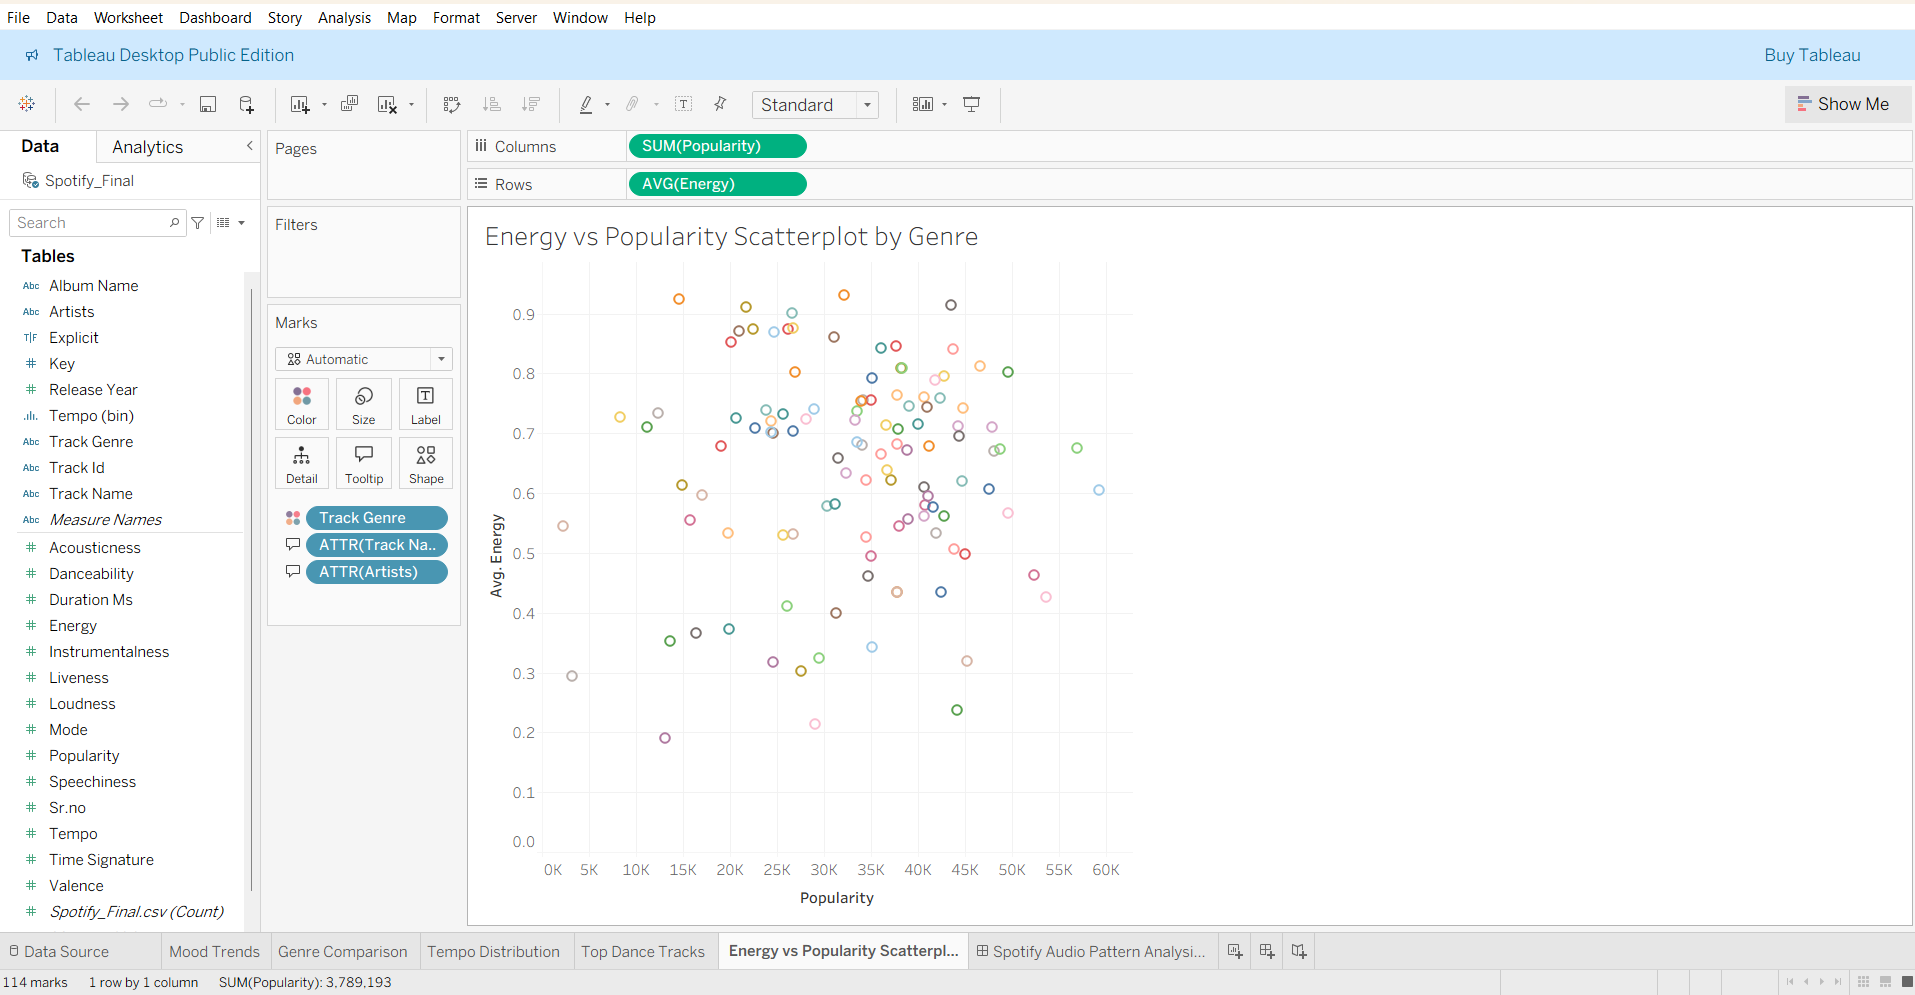 File Data Worksheet Dashboard Story Analysis Map Format Server Window Help
Tableau Desktop Public Edition
Buy Tableau
Standard
Show Me
Data
Analytics
Spotify_Final
Search
Tables
Abc Album Name
Abc Artists
T|F Explicit
# Key
# Release Year
Tempo (bin)
Abc Track Genre
Abc Track Id
Abc Track Name
Abc Measure Names
# Acousticness
# Danceability
# Duration Ms
# Energy
# Instrumentalness
# Liveness
# Loudness
# Mode
# Popularity
# Speechiness
# Sr.no
# Tempo
# Time Signature
# Valence
# Spotify_Final.csv (Count)
Pages
Filters
Marks
Automatic
Color Size Label
Detail Tooltip Shape
Track Genre
ATTR(Track Na..
ATTR(Artists)
Columns
SUM(Popularity)
Rows
AVG(Energy)
Energy vs Popularity Scatterplot by Genre
Avg. Energy
0.9
0.8
0.7
0.6
0.5
0.4
0.3
0.2
0.1
0.0
0K 5K 10K 15K 20K 25K 30K 35K 40K 45K 50K 55K 60K
Popularity
Data Source
Mood Trends
Genre Comparison
Tempo Distribution
Top Dance Tracks
Energy vs Popularity Scatterpl...
Spotify Audio Pattern Analysi...
114 marks 1 row by 1 column SUM(Popularity): 3,789,193